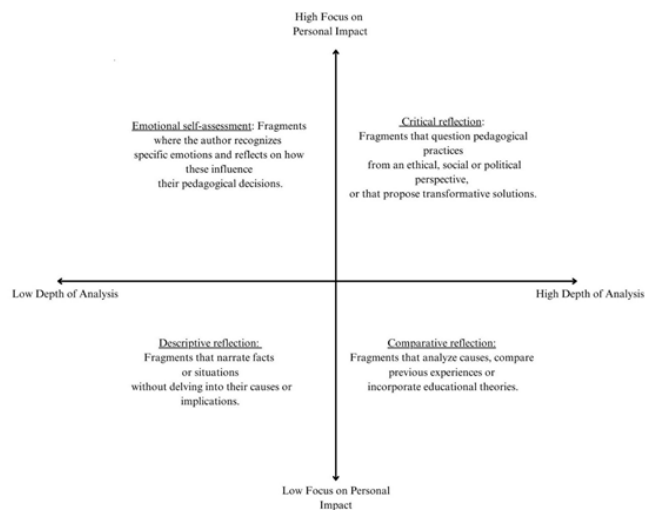 High Focus on
Personal Impact
Emotional self-assessment: Fragments
where the author recognizes
specific emotions and reflects on how
these influence
their pedagogical decisions.
Critical reflection:
Fragments that question pedagogical
practices
from an ethical, social or political
perspective,
or that propose transformative solutions.
Low Depth of Analysis
High Depth of Analysis
Descriptive reflection:
Fragments that narrate facts
or situations
without delving into their causes or
implications.
Comparative reflection:
Fragments that analyze causes, compare
previous experiences or
incorporate educational theories.
Low Focus on Personal
Impact